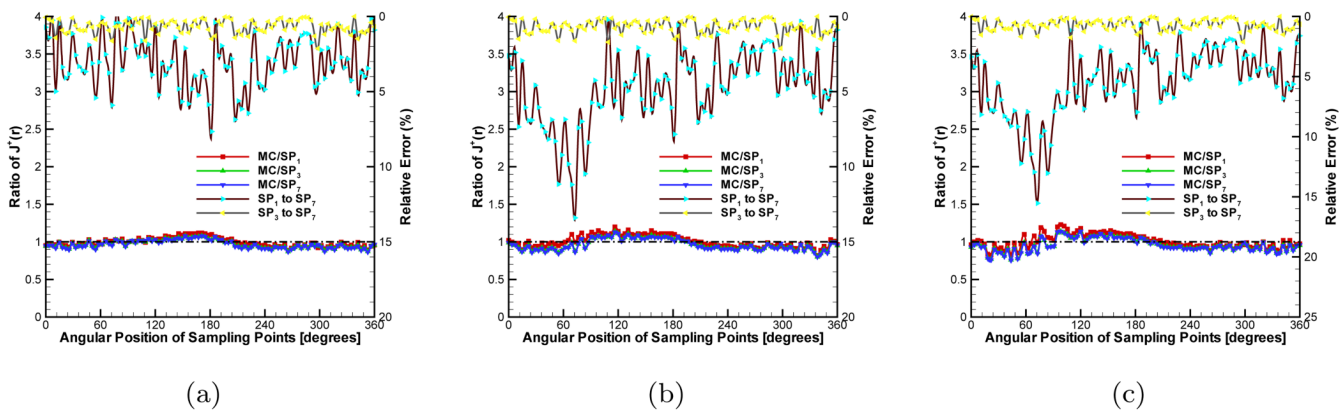 Ratio of J⁺(r)
4
3.5
3
2.5
2
1.5
1
0.5
0
0 60 120 180 240 300 360
Angular Position of Sampling Points [degrees]
0
5
10
15
20
Relative Error (%)
MC/SP₁
MC/SP₃
MC/SP₇
SP₁ to SP₇
SP₃ to SP₇
(a)
Ratio of J⁺(r)
4
3.5
3
2.5
2
1.5
1
0.5
0
0 60 120 180 240 300 360
Angular Position of Sampling Points [degrees]
0
5
10
15
20
Relative Error (%)
MC/SP₁
MC/SP₃
MC/SP₇
SP₁ to SP₇
SP₃ to SP₇
(b)
Ratio of J⁺(r)
4
3.5
3
2.5
2
1.5
1
0.5
0
0 60 120 180 240 300 360
Angular Position of Sampling Points [degrees]
0
5
10
15
20
25
Relative Error (%)
MC/SP₁
MC/SP₃
MC/SP₇
SP₁ to SP₇
SP₃ to SP₇
(c)